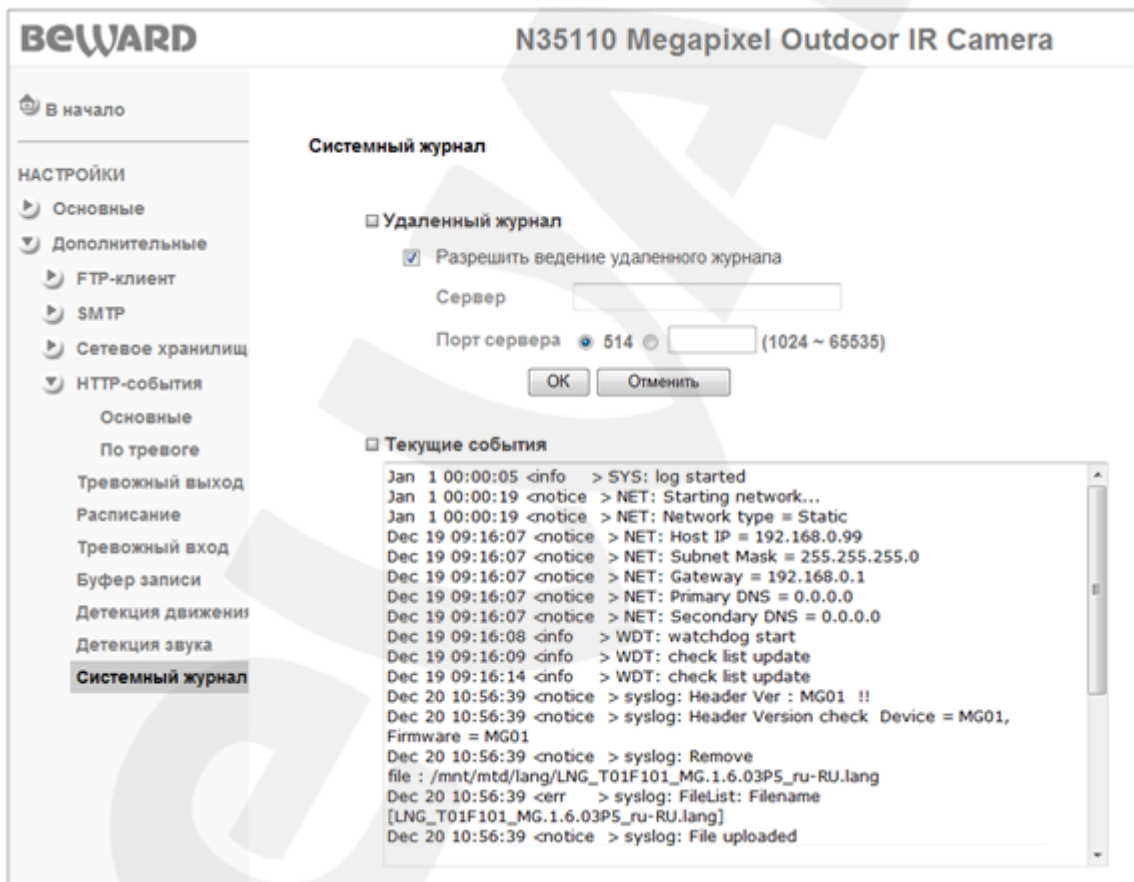 BEWARD
N35110 Megapixel Outdoor IR Camera
В начало
НАСТРОЙКИ
Основные
Дополнительные
FTP-клиент
SMTP
Сетевое хранилищ
HTTP-события
Основные
По тревоге
Тревожный выход
Расписание
Тревожный вход
Буфер записи
Детекция движения
Детекция звука
Системный журнал
Системный журнал
Удаленный журнал
Разрешить ведение удаленного журнала
Сервер
Порт сервера 514 (1024 ~ 65535)
OK Отменить
Текущие события
Jan 1 00:00:05 <info > SYS: log started
Jan 1 00:00:19 <notice > NET: Starting network...
Jan 1 00:00:19 <notice > NET: Network type = Static
Dec 19 09:16:07 <notice > NET: Host IP = 192.168.0.99
Dec 19 09:16:07 <notice > NET: Subnet Mask = 255.255.255.0
Dec 19 09:16:07 <notice > NET: Gateway = 192.168.0.1
Dec 19 09:16:07 <notice > NET: Primary DNS = 0.0.0.0
Dec 19 09:16:07 <notice > NET: Secondary DNS = 0.0.0.0
Dec 19 09:16:08 <info > WDT: watchdog start
Dec 19 09:16:09 <info > WDT: check list update
Dec 19 09:16:14 <info > WDT: check list update
Dec 20 10:56:39 <notice > syslog: Header Ver : MG01 !!
Dec 20 10:56:39 <notice > syslog: Header Version check Device = MG01,
Firmware = MG01
Dec 20 10:56:39 <notice > syslog: Remove
file : /mnt/mtd/lang/LNG_T01F101_MG.1.6.03P5_ru-RU.lang
Dec 20 10:56:39 <err > syslog: FileList: Filename
[LNG_T01F101_MG.1.6.03P5_ru-RU.lang]
Dec 20 10:56:39 <notice > syslog: File uploaded